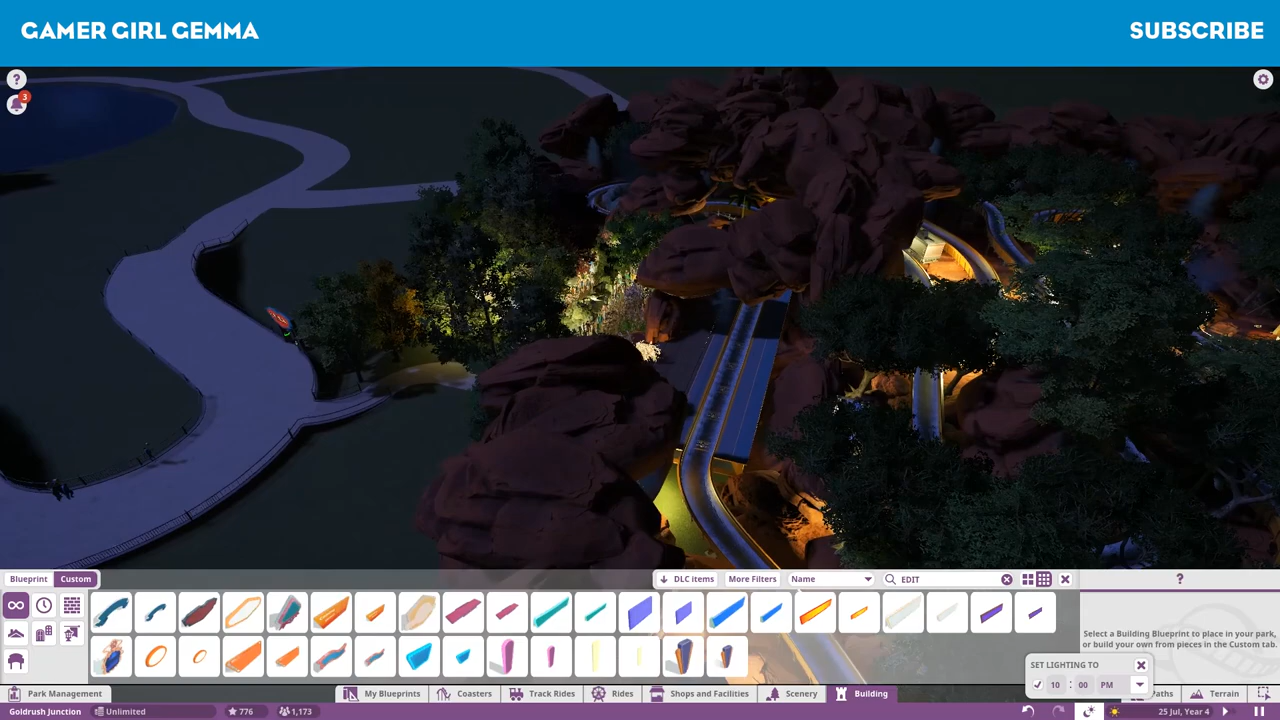 GAMER GIRL GEMMA
SUBSCRIBE
?
3
Blueprint
Custom
DLC items
More Filters
Name
EDIT
?
Select a Building Blueprint to place in your park,
or build your own from pieces in the Custom tab.
SET LIGHTING TO
10 : 00 PM
Park Management
My Blueprints
Coasters
Track Rides
Rides
Shops and Facilities
Scenery
Building
Paths
Terrain
Goldrush Junction
Unlimited
776
1,173
25 Jul, Year 4